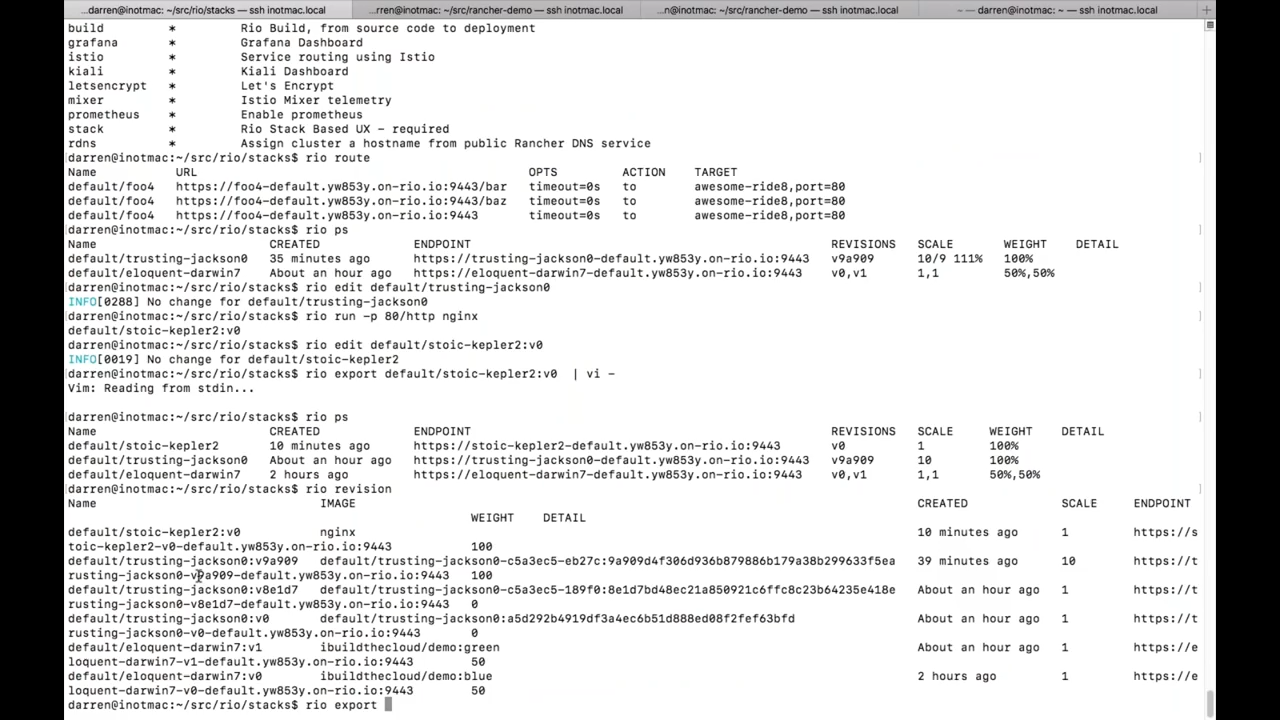 ..darren@inotmac: ~/src/rio/stacks — ssh inotmac.local ..rren@inotmac: ~/src/rancher-demo — ssh inotmac.local ...n@inotmac: ~/src/rancher-demo — ssh inotmac.local ~ — darren@inotmac: ~ — ssh inotmac.local +
build * Rio Build, from source code to deployment
grafana * Grafana Dashboard
istio * Service routing using Istio
kiali * Kiali Dashboard
letsencrypt * Let's Encrypt
mixer * Istio Mixer telemetry
prometheus * Enable prometheus
stack * Rio Stack Based UX - required
rdns * Assign cluster a hostname from public Rancher DNS service
darren@inotmac:~/src/rio/stacks$ rio route
Name URL OPTS ACTION TARGET
default/foo4 https://foo4-default.yw853y.on-rio.io:9443/bar timeout=0s to awesome-ride8,port=80
default/foo4 https://foo4-default.yw853y.on-rio.io:9443/baz timeout=0s to awesome-ride8,port=80
default/foo4 https://foo4-default.yw853y.on-rio.io:9443 timeout=0s to awesome-ride8,port=80
darren@inotmac:~/src/rio/stacks$ rio ps
Name CREATED ENDPOINT REVISIONS SCALE WEIGHT DETAIL
default/trusting-jackson0 35 minutes ago https://trusting-jackson0-default.yw853y.on-rio.io:9443 v9a909 10/9 111% 100%
default/eloquent-darwin7 About an hour ago https://eloquent-darwin7-default.yw853y.on-rio.io:9443 v0,v1 1,1 50%,50%
darren@inotmac:~/src/rio/stacks$ rio edit default/trusting-jackson0
INFO[0288] No change for default/trusting-jackson0
darren@inotmac:~/src/rio/stacks$ rio run -p 80/http nginx
default/stoic-kepler2:v0
darren@inotmac:~/src/rio/stacks$ rio edit default/stoic-kepler2:v0
INFO[0019] No change for default/stoic-kepler2
darren@inotmac:~/src/rio/stacks$ rio export default/stoic-kepler2:v0 | vi -
Vim: Reading from stdin...
darren@inotmac:~/src/rio/stacks$ rio ps
Name CREATED ENDPOINT REVISIONS SCALE WEIGHT DETAIL
default/stoic-kepler2 10 minutes ago https://stoic-kepler2-default.yw853y.on-rio.io:9443 v0 1 100%
default/trusting-jackson0 About an hour ago https://trusting-jackson0-default.yw853y.on-rio.io:9443 v9a909 10 100%
default/eloquent-darwin7 2 hours ago https://eloquent-darwin7-default.yw853y.on-rio.io:9443 v0,v1 1,1 50%,50%
darren@inotmac:~/src/rio/stacks$ rio revision
Name IMAGE CREATED SCALE ENDPOINT
WEIGHT DETAIL
default/stoic-kepler2:v0 nginx 10 minutes ago 1 https://s
toic-kepler2-v0-default.yw853y.on-rio.io:9443 100
default/trusting-jackson0:v9a909 default/trusting-jackson0-c5a3ec5-eb27c:9a909d4f306d936b879886b179a38b299633f5ea 39 minutes ago 10 https://t
rusting-jackson0-v9a909-default.yw853y.on-rio.io:9443 100
default/trusting-jackson0:v8e1d7 default/trusting-jackson0-c5a3ec5-189f0:8e1d7bd48ec21a850921c6ffc8c23b64235e418e About an hour ago 1 https://t
rusting-jackson0-v8e1d7-default.yw853y.on-rio.io:9443 0
default/trusting-jackson0:v0 default/trusting-jackson0:a5d292b4919df3a4ec6b51d888ed08f2fef63bfd About an hour ago 1 https://t
rusting-jackson0-v0-default.yw853y.on-rio.io:9443 0
default/eloquent-darwin7:v1 ibuildthecloud/demo:green About an hour ago 1 https://e
loquent-darwin7-v1-default.yw853y.on-rio.io:9443 50
default/eloquent-darwin7:v0 ibuildthecloud/demo:blue 2 hours ago 1 https://e
loquent-darwin7-v0-default.yw853y.on-rio.io:9443 50
darren@inotmac:~/src/rio/stacks$ rio export